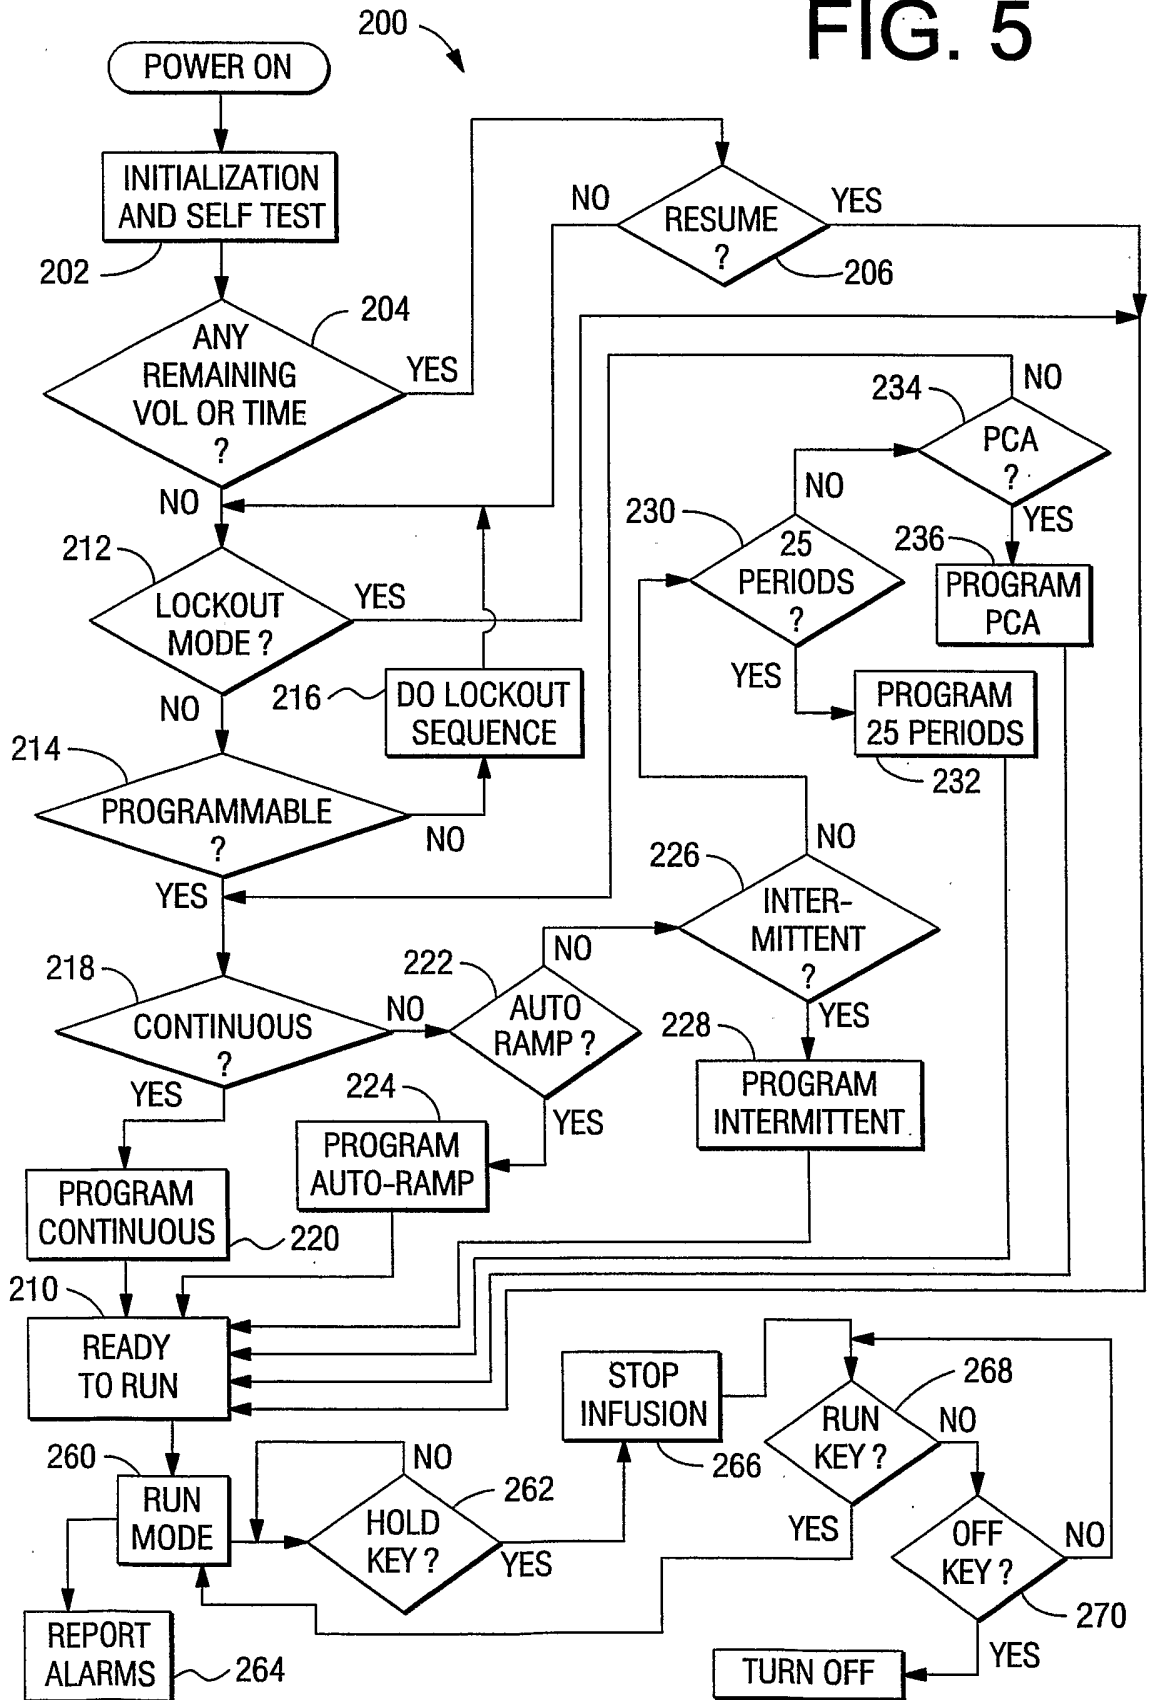 FIG. 5
200
POWER ON
INITIALIZATION
AND SELF TEST
202
NO
RESUME
?
YES
206
204
ANY
REMAINING
VOL OR TIME
?
YES
NO
234
NO
PCA
?
YES
230
NO
25
PERIODS
?
YES
236
PROGRAM
PCA
212
LOCKOUT
MODE ?
YES
NO
216
DO LOCKOUT
SEQUENCE
PROGRAM
25 PERIODS
232
214
PROGRAMMABLE
?
NO
YES
226
NO
INTER-
MITTENT
?
YES
218
CONTINUOUS
?
NO
YES
222
NO
AUTO
RAMP ?
YES
228
PROGRAM
INTERMITTENT
224
PROGRAM
AUTO-RAMP
PROGRAM
CONTINUOUS
220
210
READY
TO RUN
STOP
INFUSION
266
268
RUN
KEY ?
NO
YES
260
RUN
MODE
NO
262
HOLD
KEY ?
YES
OFF
KEY ?
NO
270
YES
REPORT
ALARMS
264
TURN OFF